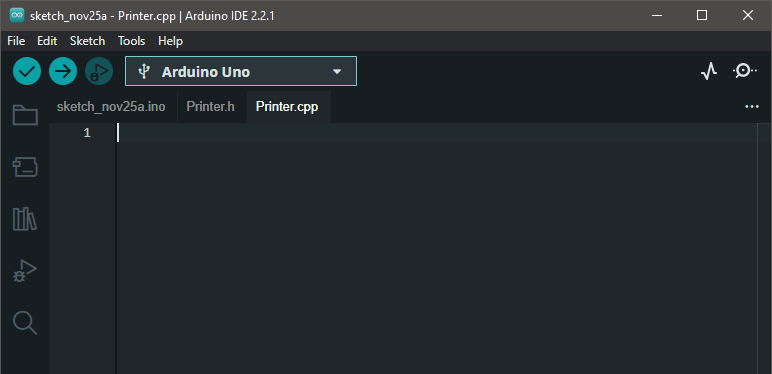 sketch_nov25a - Printer.cpp | Arduino IDE 2.2.1
File Edit Sketch Tools Help
Arduino Uno
sketch_nov25a.ino Printer.h Printer.cpp
1